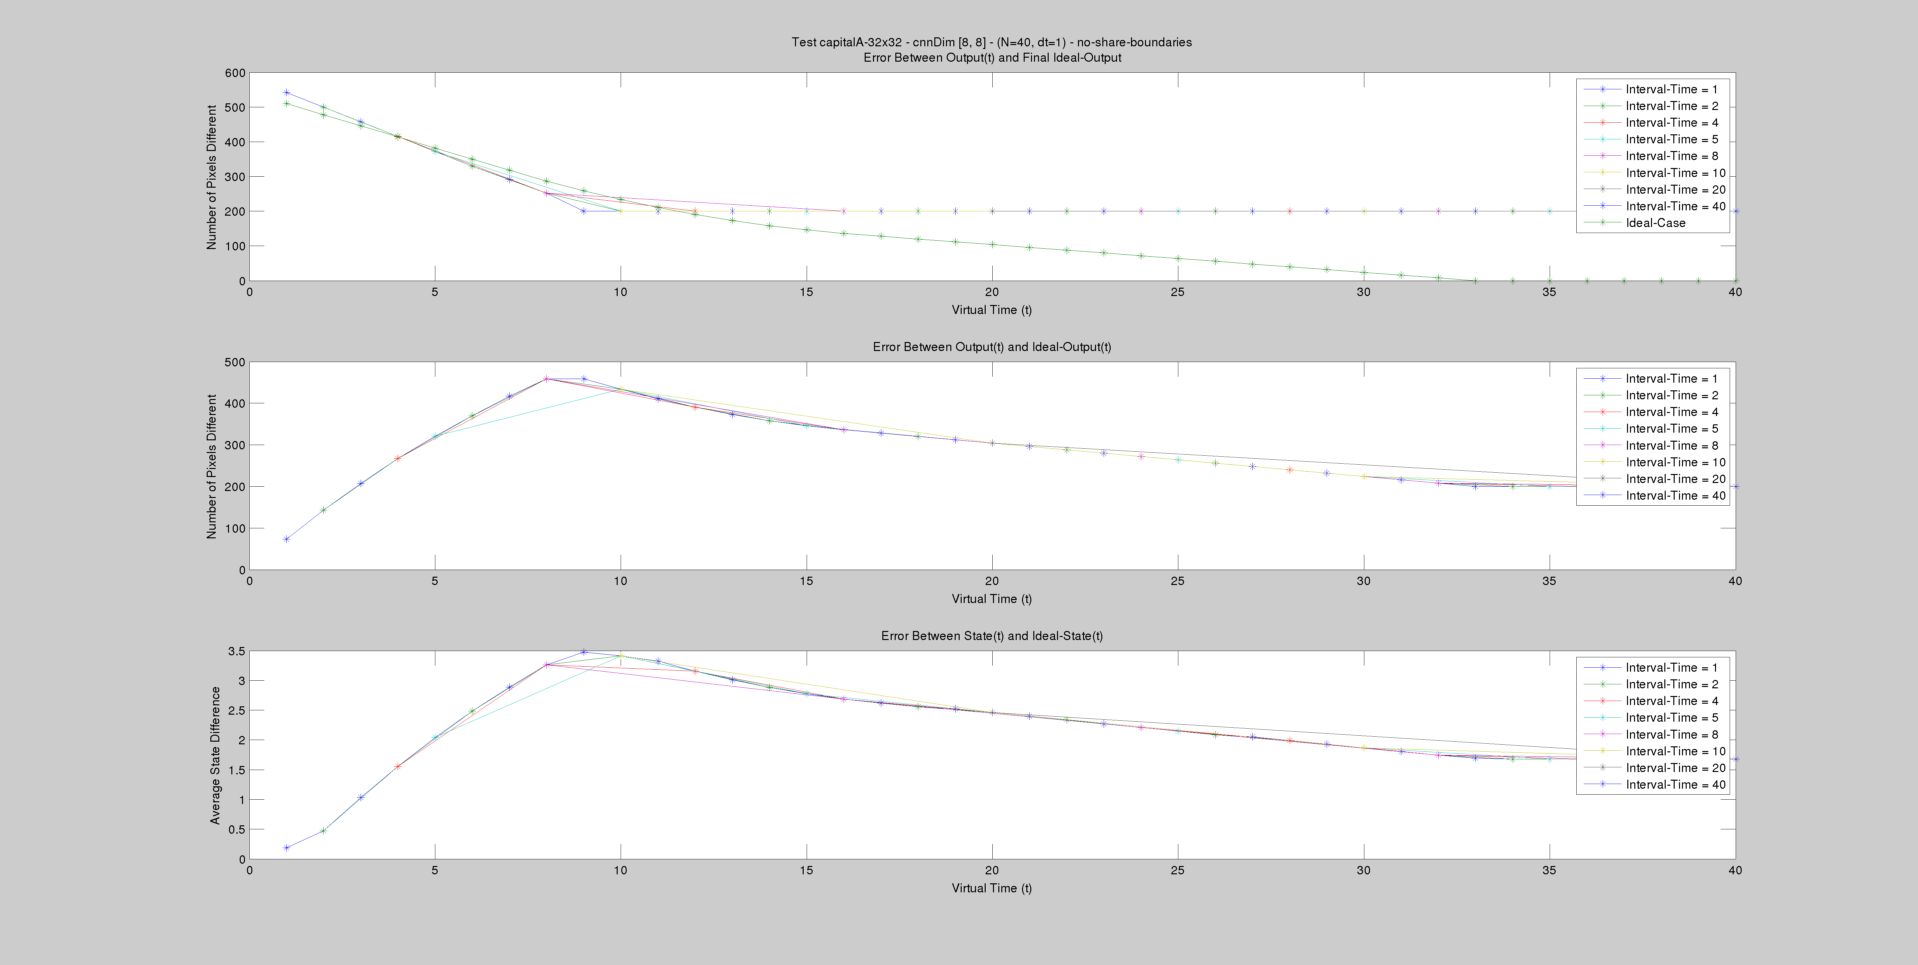 Test capitalA-32x32 - cnnDim [8, 8] - (N=40, dt=1) - no-share-boundaries
Error Between Output(t) and Final Ideal-Output
Number of Pixels Different
600
500
400
300
200
100
0
0 5 10 15 20 25 30 35 40
Virtual Time (t)
Interval-Time = 1
Interval-Time = 2
Interval-Time = 4
Interval-Time = 5
Interval-Time = 8
Interval-Time = 10
Interval-Time = 20
Interval-Time = 40
Ideal-Case
Error Between Output(t) and Ideal-Output(t)
Number of Pixels Different
500
400
300
200
100
0
0 5 10 15 20 25 30 35 40
Virtual Time (t)
Interval-Time = 1
Interval-Time = 2
Interval-Time = 4
Interval-Time = 5
Interval-Time = 8
Interval-Time = 10
Interval-Time = 20
Interval-Time = 40
Error Between State(t) and Ideal-State(t)
Average State Difference
3.5
3
2.5
2
1.5
1
0.5
0
0 5 10 15 20 25 30 35 40
Virtual Time (t)
Interval-Time = 1
Interval-Time = 2
Interval-Time = 4
Interval-Time = 5
Interval-Time = 8
Interval-Time = 10
Interval-Time = 20
Interval-Time = 40